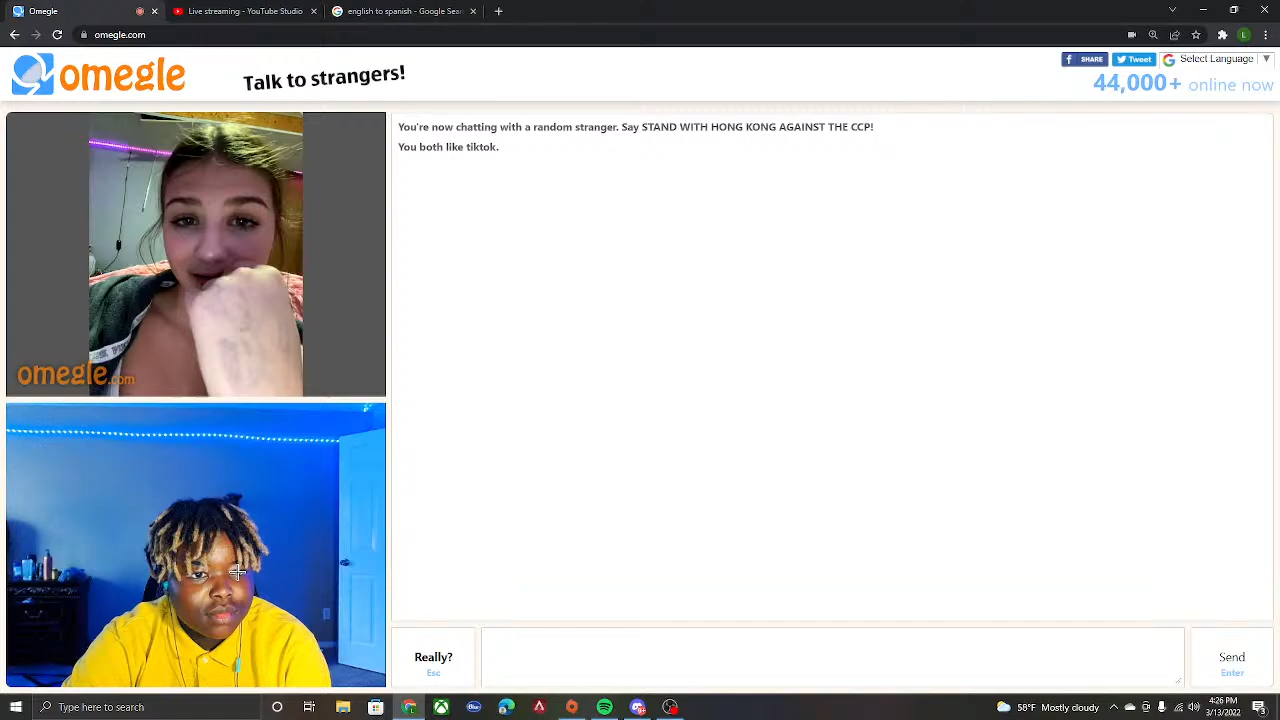 Omegle
Live streaming - YouTube Studio
english to spanish - Google Sear
omegle.com
omegle
Talk to strangers!
SHARE
Tweet
Select Language
44,000+ online now
You're now chatting with a random stranger. Say STAND WITH HONG KONG AGAINST THE CCP!
You both like tiktok.
omegle.com
Really?
Esc
Send
Enter
Type here to search
58°F Mostly cloudy
4:26 PM
3/13/2022